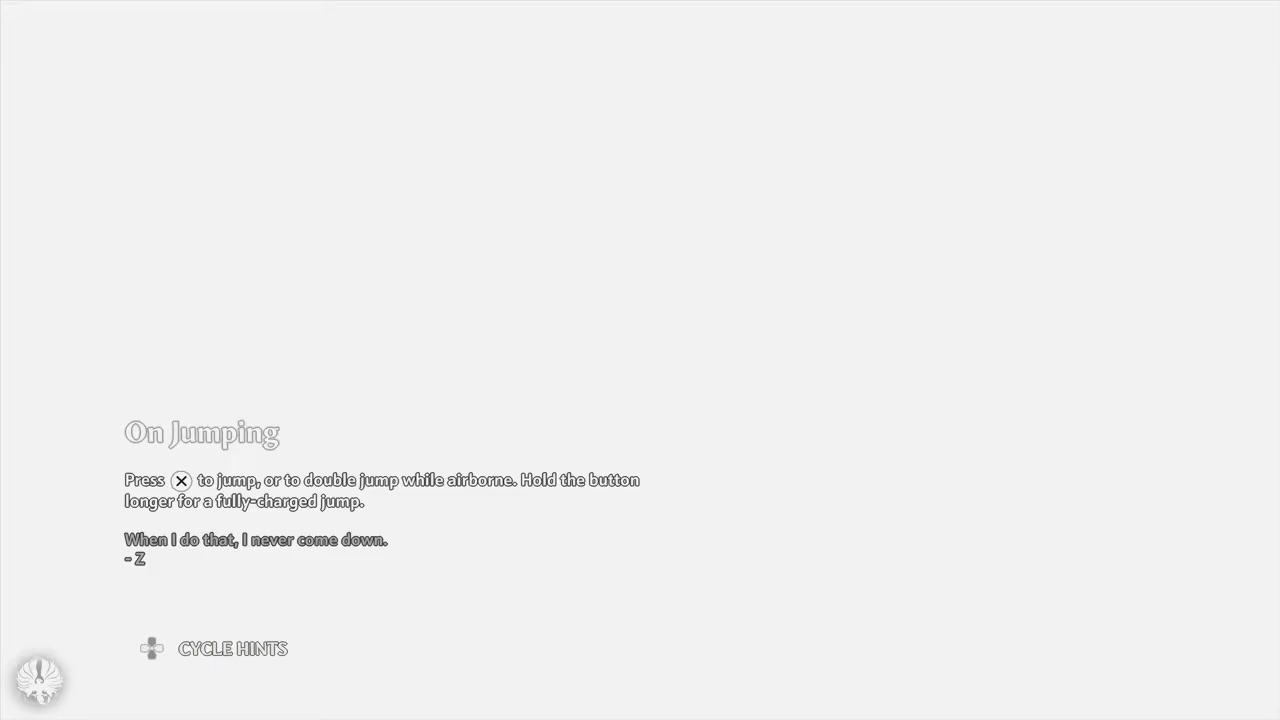 On Jumping
Press ⓧ to jump, or to double jump while airborne. Hold the button
longer for a fully-charged jump.
When I do that, I never come down.
- Z
CYCLE HINTS